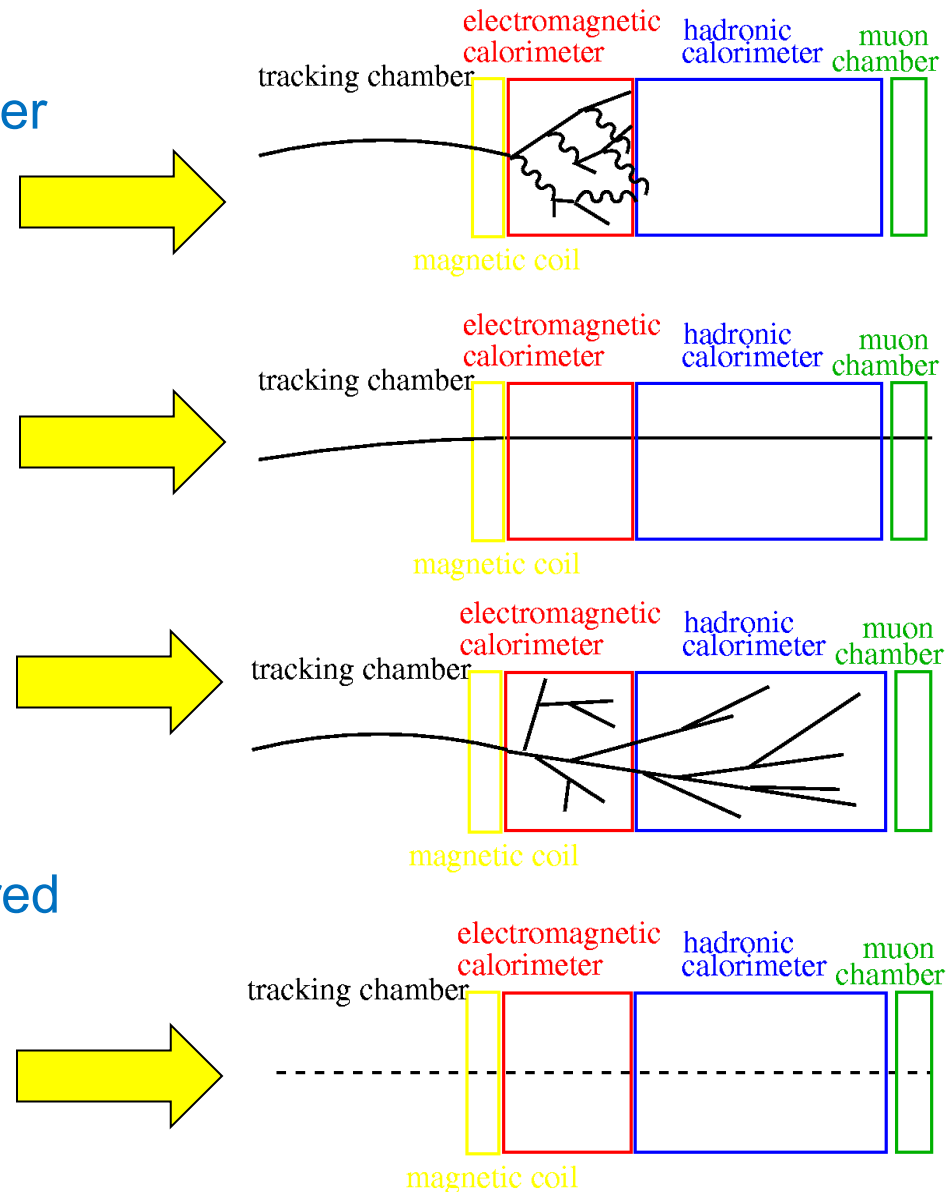 electromagnetic
calorimeter
hadronic
calorimeter
muon
chamber
tracking chamber
er
magnetic coil
electromagnetic
calorimeter
hadronic
calorimeter
muon
chamber
tracking chamber
magnetic coil
electromagnetic
calorimeter
hadronic
calorimeter
muon
chamber
tracking chamber
magnetic coil
red
electromagnetic
calorimeter
hadronic
calorimeter
muon
chamber
tracking chamber
magnetic coil